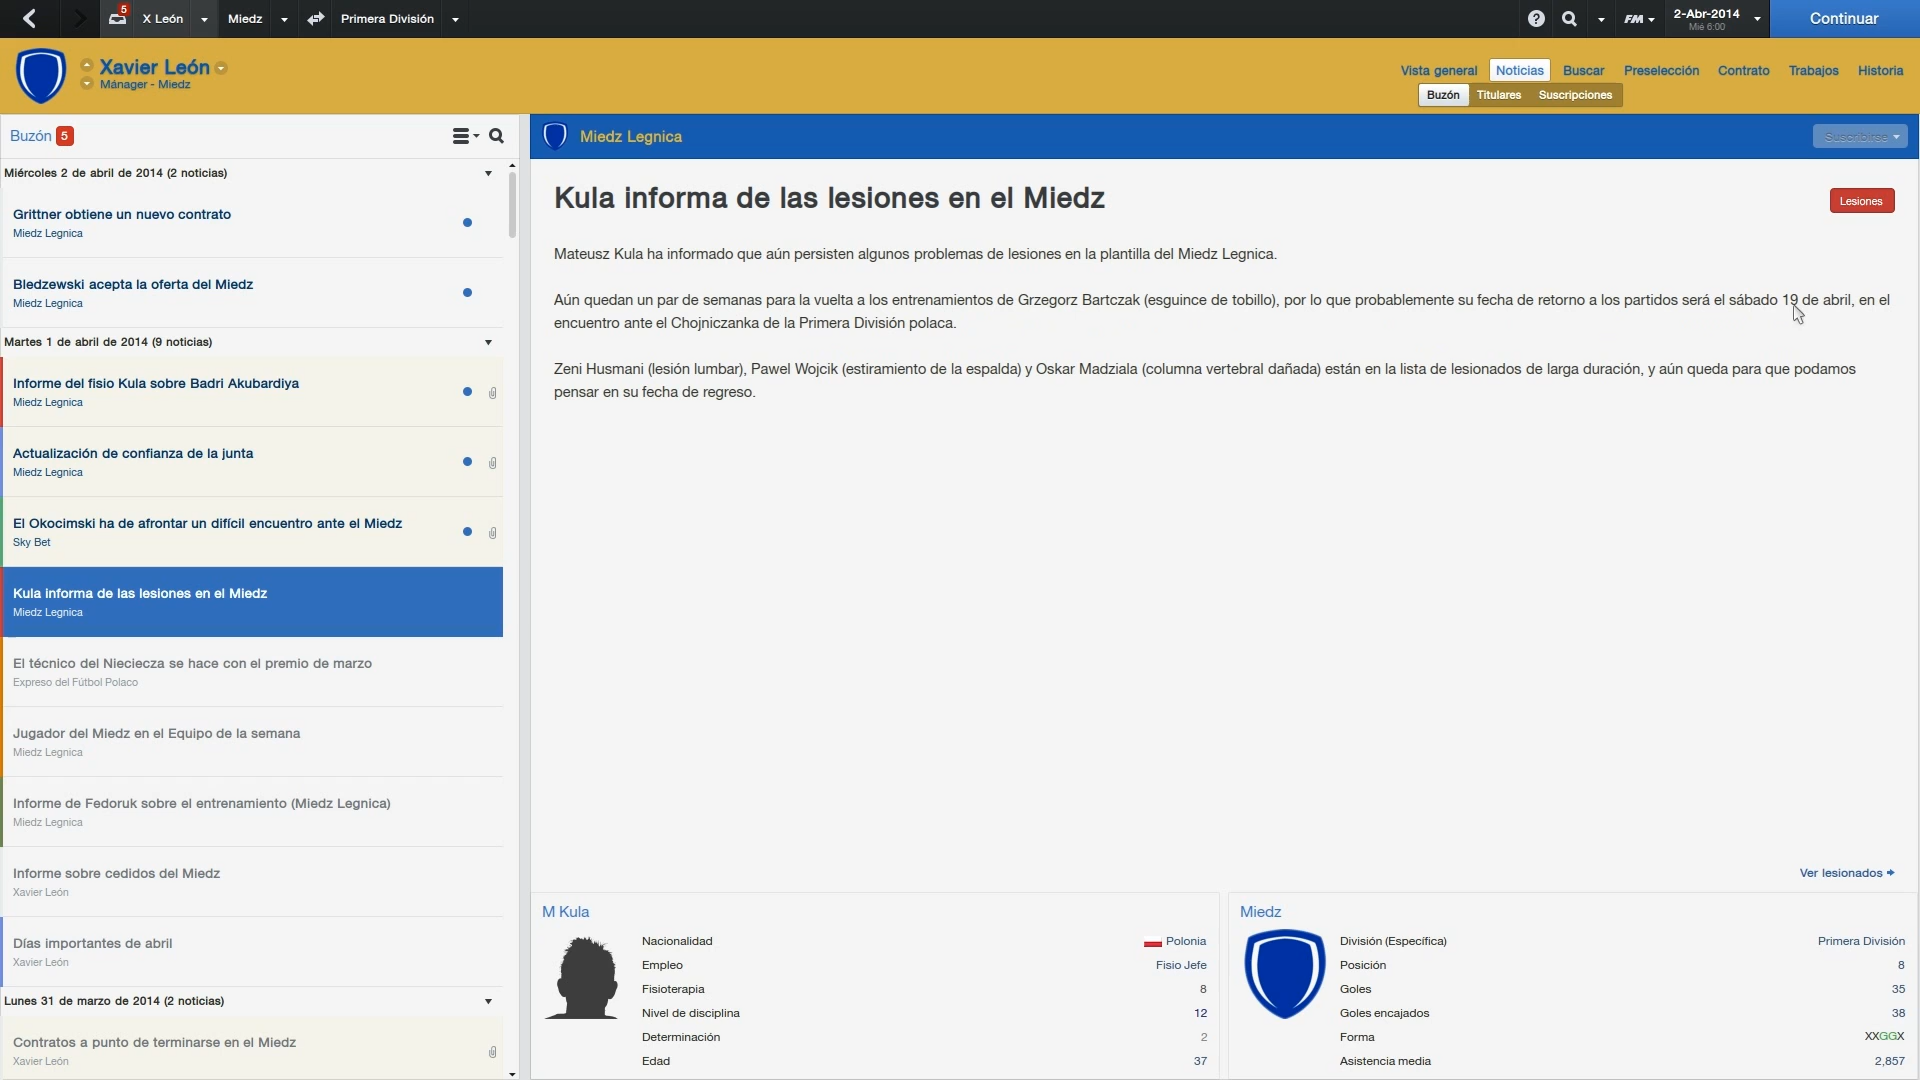 5
X León
Miedz
Primera División
?
FM
2-Abr-2014
Mié 6:00
Continuar
Xavier León
Mánager - Miedz
Vista general
Noticias
Buscar
Preselección
Contrato
Trabajos
Historia
Buzón
Titulares
Suscripciones
Buzón 5
Miércoles 2 de abril de 2014 (2 noticias)
Grittner obtiene un nuevo contrato
Miedz Legnica
Bledzewski acepta la oferta del Miedz
Miedz Legnica
Martes 1 de abril de 2014 (9 noticias)
Informe del fisio Kula sobre Badri Akubardiya
Miedz Legnica
Actualización de confianza de la junta
Miedz Legnica
El Okocimski ha de afrontar un difícil encuentro ante el Miedz
Sky Bet
Kula informa de las lesiones en el Miedz
Miedz Legnica
El técnico del Nieciecza se hace con el premio de marzo
Expreso del Fútbol Polaco
Jugador del Miedz en el Equipo de la semana
Miedz Legnica
Informe de Fedoruk sobre el entrenamiento (Miedz Legnica)
Miedz Legnica
Informe sobre cedidos del Miedz
Xavier León
Días importantes de abril
Xavier León
Lunes 31 de marzo de 2014 (2 noticias)
Contratos a punto de terminarse en el Miedz
Xavier León
Miedz Legnica
Suscribirse
Kula informa de las lesiones en el Miedz
Lesiones
Mateusz Kula ha informado que aún persisten algunos problemas de lesiones en la plantilla del Miedz Legnica.
Aún quedan un par de semanas para la vuelta a los entrenamientos de Grzegorz Bartczak (esguince de tobillo), por lo que probablemente su fecha de retorno a los partidos será el sábado 19 de abril, en el
encuentro ante el Chojniczanka de la Primera División polaca.
Zeni Husmani (lesión lumbar), Pawel Wojcik (estiramiento de la espalda) y Oskar Madziala (columna vertebral dañada) están en la lista de lesionados de larga duración, y aún queda para que podamos
pensar en su fecha de regreso.
Ver lesionados
M Kula
Nacionalidad Polonia
Empleo Fisio Jefe
Fisioterapia 8
Nivel de disciplina 12
Determinación 2
Edad 37
Miedz
División (Específica) Primera División
Posición 8
Goles 35
Goles encajados 38
Forma XXGGX
Asistencia media 2,857